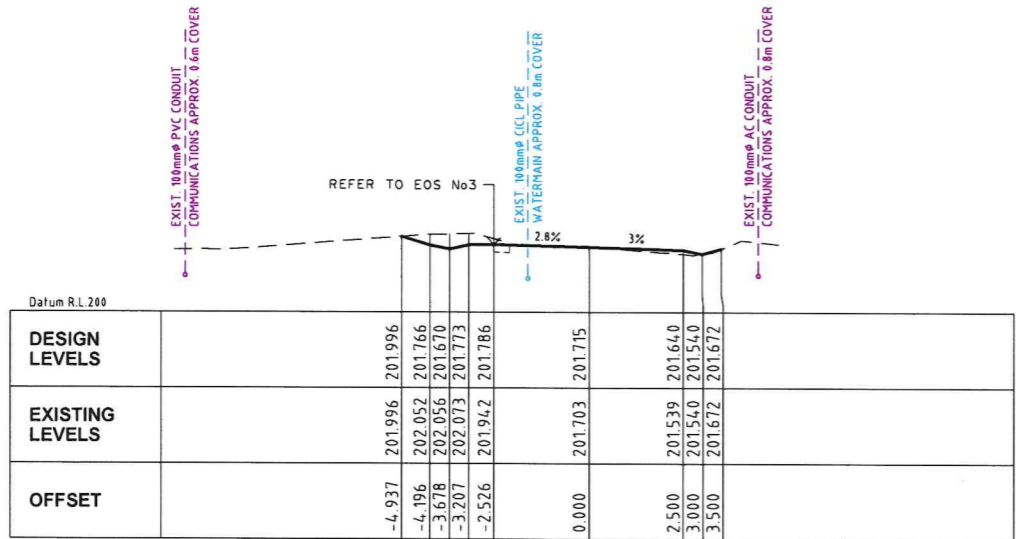 EXIST. 100mmø PVC CONDUIT
COMMUNICATIONS APPROX. 0.6m COVER
EXIST. 100mmø CICL PIPE
WATERMAIN APPROX. 0.8m COVER
EXIST. 100mmø AC CONDUIT
COMMUNICATIONS APPROX. 0.8m COVER
REFER TO EOS No3
2.8%
3%
Datum R.L.200
DESIGN
LEVELS
201.996
201.766
201.670
201.773
201.786
201.715
201.640
201.540
201.672
EXISTING
LEVELS
201.996
202.052
202.056
202.073
201.942
201.703
201.539
201.540
201.672
OFFSET
-4.937
-4.196
-3.678
-3.207
-2.526
0.000
2.500
3.000
3.500